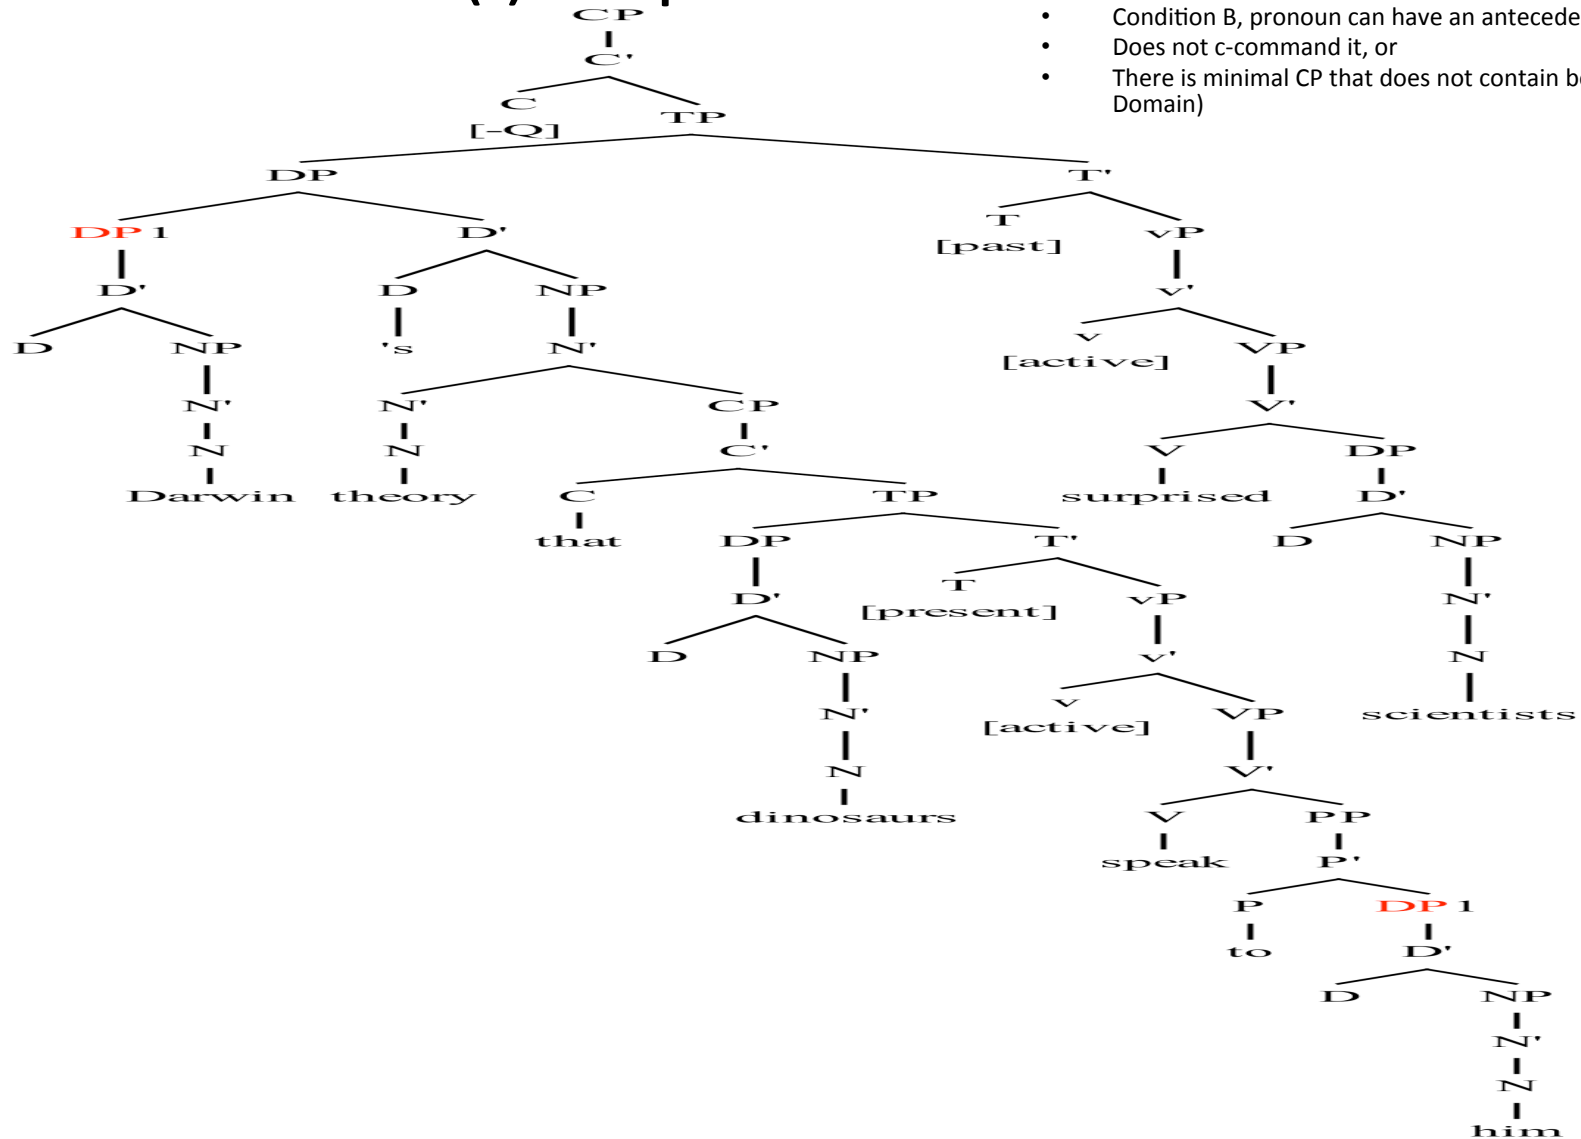 (
)
CP
• Condition B, pronoun can have an antecede
• Does not c-command it, or
• There is minimal CP that does not contain b
Domain)
C'
C TP
[-Q]
DP T'
DP 1 D' T vP
[past]
D' D NP v'
D NP 's N' v VP
[active]
N' N' CP V'
N N C' V DP
Darwin theory C TP surprised D'
that DP T' D NP
D' T vP N'
[present]
D NP v' N
N' v VP scientists
[active]
N V'
dinosaurs V PP
speak P'
P DP 1
to D'
D NP
N'
N
him